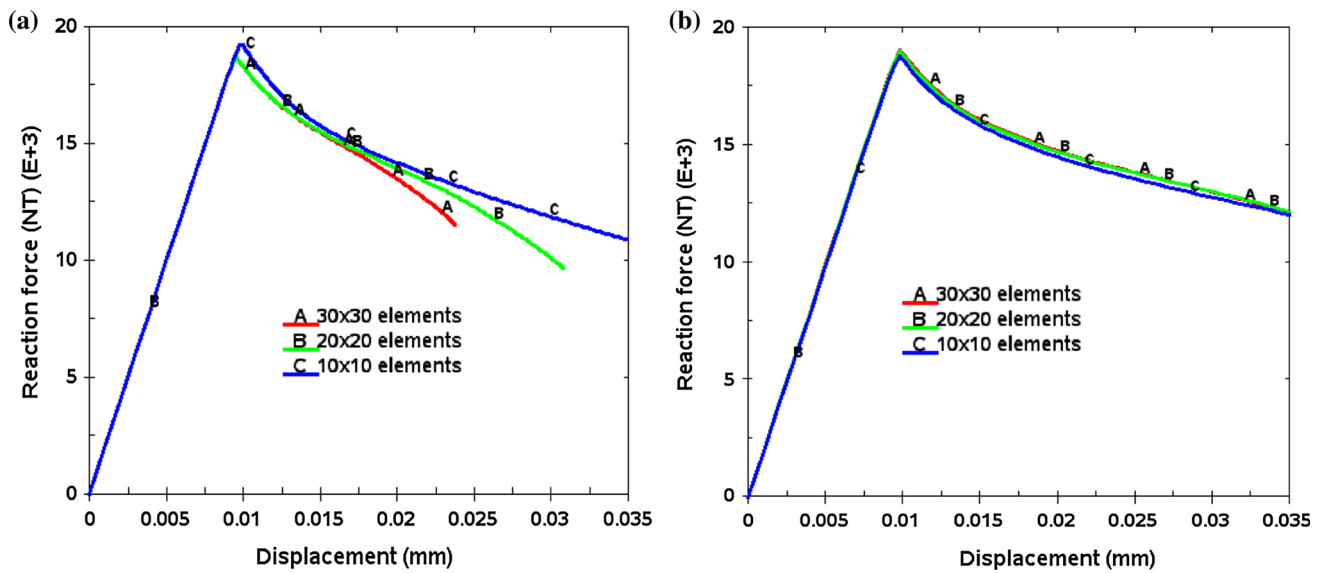 (a)
20
15
10
5
0
Reaction force (NT) (E+3)
C
A
B
A
C
A
B
A
B
C
A
B
C
B
A 30x30 elements
B 20x20 elements
C 10x10 elements
0 0.005 0.01 0.015 0.02 0.025 0.03 0.035
Displacement (mm)
(b)
20
15
10
5
0
Reaction force (NT) (E+3)
A
B
C
A
B
C
A
B
C
A
B
C
B
A 30x30 elements
B 20x20 elements
C 10x10 elements
0 0.005 0.01 0.015 0.02 0.025 0.03 0.035
Displacement (mm)